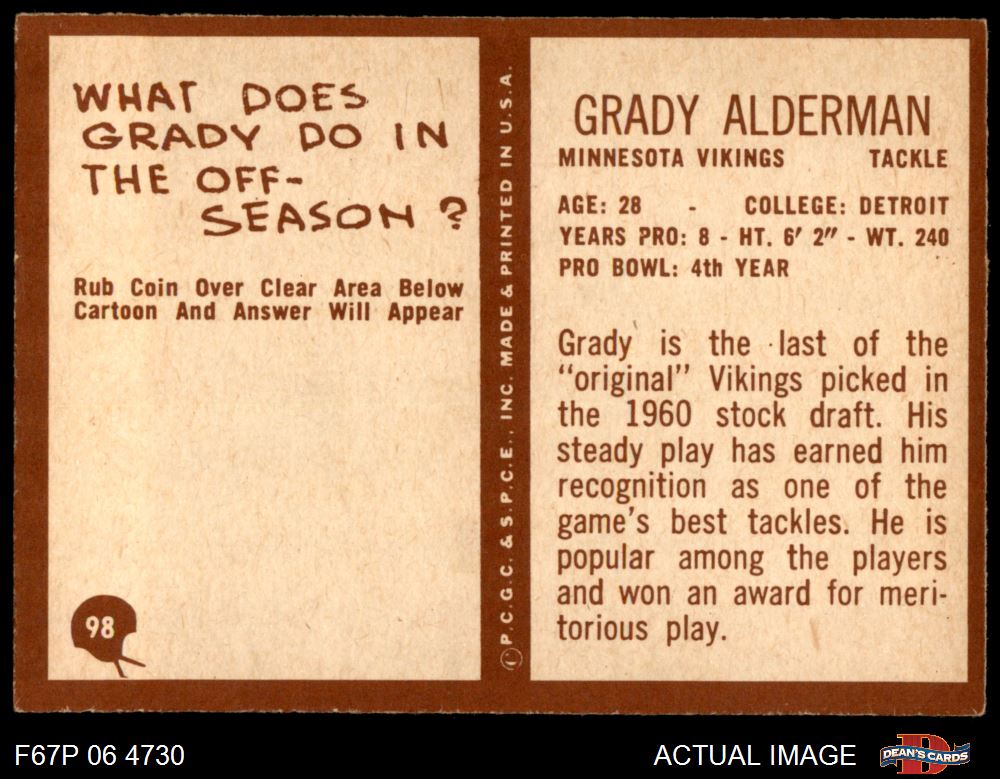 WHAT DOES
GRADY DO IN
THE OFF-
SEASON ?
Rub Coin Over Clear Area Below
Cartoon And Answer Will Appear
98
©P.C.G.C. & S.P.C.E., INC. MADE & PRINTED IN U.S.A.
GRADY ALDERMAN
MINNESOTA VIKINGS TACKLE
AGE: 28 - COLLEGE: DETROIT
YEARS PRO: 8 - HT. 6′ 2″ - WT. 240
PRO BOWL: 4th YEAR
Grady is the last of the
“original” Vikings picked in
the 1960 stock draft. His
steady play has earned him
recognition as one of the
game’s best tackles. He is
popular among the players
and won an award for meri-
torious play.
F67P 06 4730
ACTUAL IMAGE
D
DEAN'S CARDS